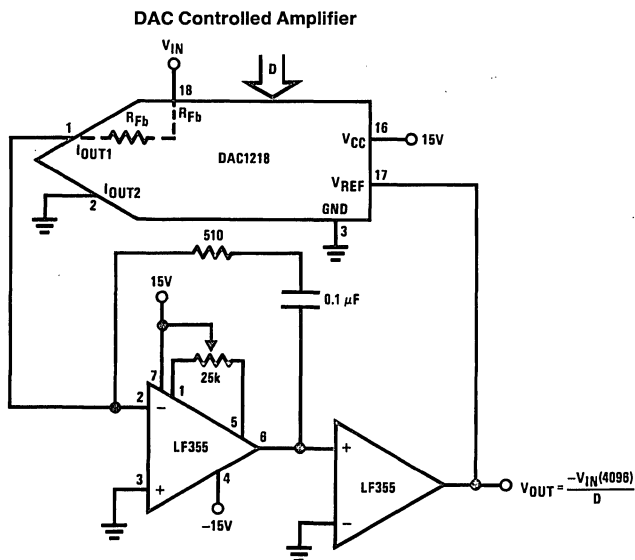 DAC Controlled Amplifier
VIN
D
18
RFb
RFb
1
IOUT1
DAC1218
16
VCC
15V
17
VREF
IOUT2
2
GND
3
510
15V
0.1 µF
7
1
25k
2
−
5
6
LF355
3
+
4
−15V
+
LF355
−
VOUT = −VIN(4096)
D